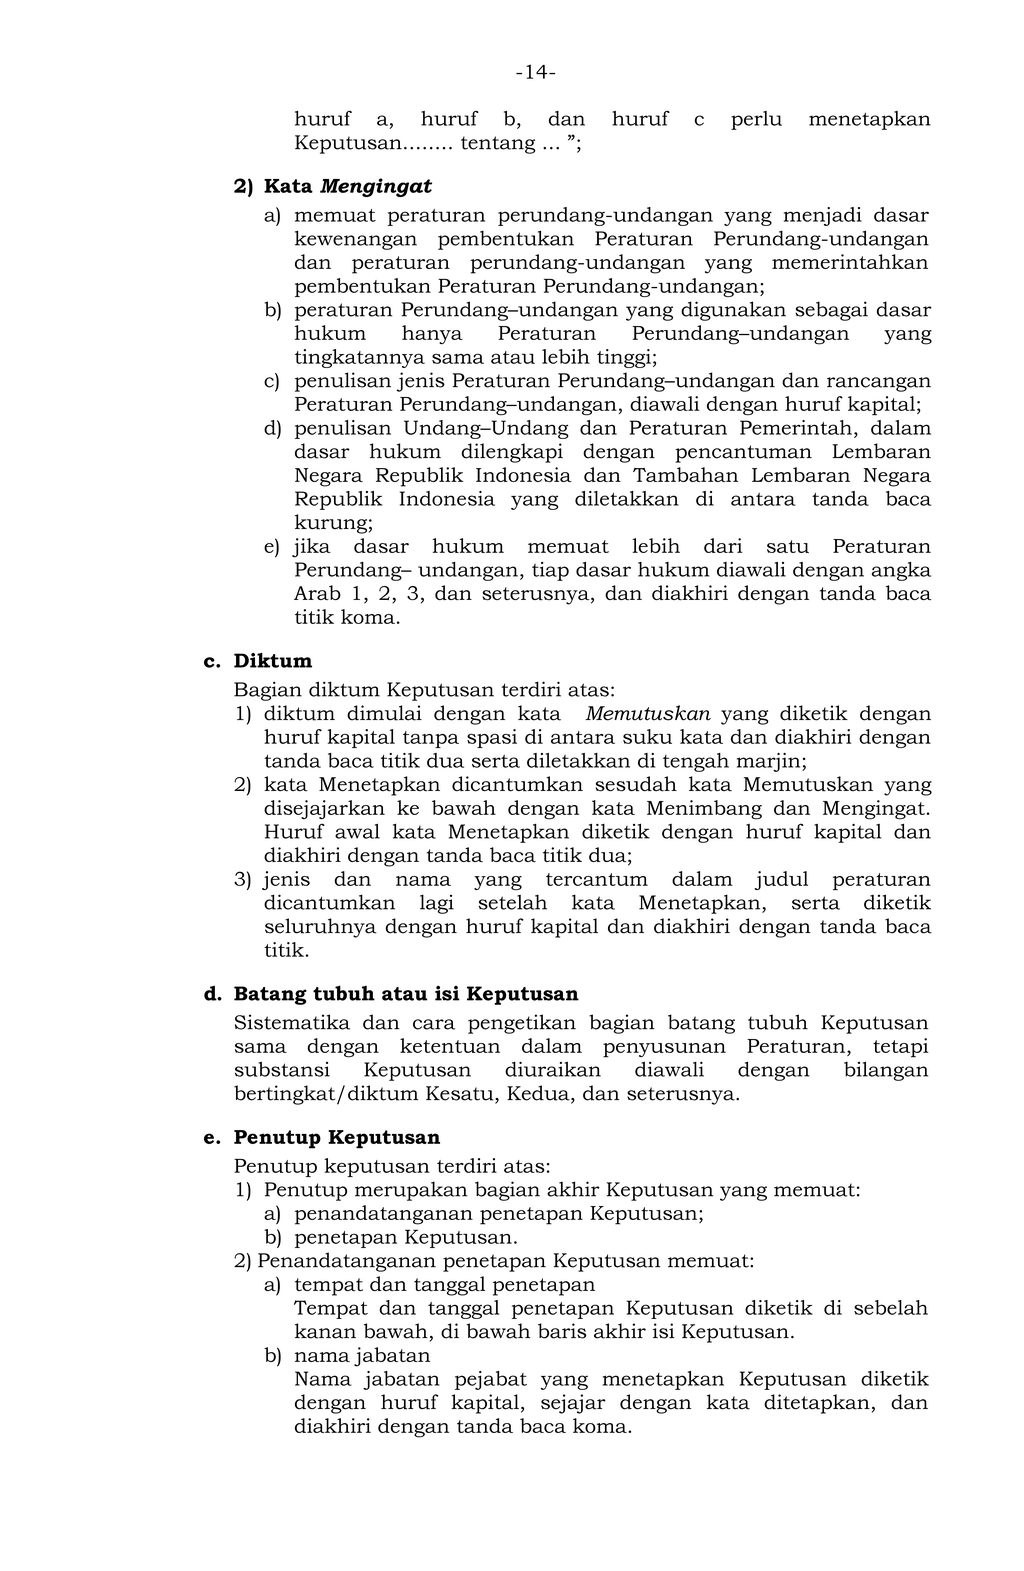 -14-
huruf a, huruf b, dan huruf c perlu menetapkan
Keputusan........ tentang ... ”;
2) Kata Mengingat
a) memuat peraturan perundang-undangan yang menjadi dasar
kewenangan pembentukan Peraturan Perundang-undangan
dan peraturan perundang-undangan yang memerintahkan
pembentukan Peraturan Perundang-undangan;
b) peraturan Perundang–undangan yang digunakan sebagai dasar
hukum hanya Peraturan Perundang–undangan yang
tingkatannya sama atau lebih tinggi;
c) penulisan jenis Peraturan Perundang–undangan dan rancangan
Peraturan Perundang–undangan, diawali dengan huruf kapital;
d) penulisan Undang–Undang dan Peraturan Pemerintah, dalam
dasar hukum dilengkapi dengan pencantuman Lembaran
Negara Republik Indonesia dan Tambahan Lembaran Negara
Republik Indonesia yang diletakkan di antara tanda baca
kurung;
e) jika dasar hukum memuat lebih dari satu Peraturan
Perundang– undangan, tiap dasar hukum diawali dengan angka
Arab 1, 2, 3, dan seterusnya, dan diakhiri dengan tanda baca
titik koma.
c. Diktum
Bagian diktum Keputusan terdiri atas:
1) diktum dimulai dengan kata Memutuskan yang diketik dengan
huruf kapital tanpa spasi di antara suku kata dan diakhiri dengan
tanda baca titik dua serta diletakkan di tengah marjin;
2) kata Menetapkan dicantumkan sesudah kata Memutuskan yang
disejajarkan ke bawah dengan kata Menimbang dan Mengingat.
Huruf awal kata Menetapkan diketik dengan huruf kapital dan
diakhiri dengan tanda baca titik dua;
3) jenis dan nama yang tercantum dalam judul peraturan
dicantumkan lagi setelah kata Menetapkan, serta diketik
seluruhnya dengan huruf kapital dan diakhiri dengan tanda baca
titik.
d. Batang tubuh atau isi Keputusan
Sistematika dan cara pengetikan bagian batang tubuh Keputusan
sama dengan ketentuan dalam penyusunan Peraturan, tetapi
substansi Keputusan diuraikan diawali dengan bilangan
bertingkat/diktum Kesatu, Kedua, dan seterusnya.
e. Penutup Keputusan
Penutup keputusan terdiri atas:
1) Penutup merupakan bagian akhir Keputusan yang memuat:
a) penandatanganan penetapan Keputusan;
b) penetapan Keputusan.
2) Penandatanganan penetapan Keputusan memuat:
a) tempat dan tanggal penetapan
Tempat dan tanggal penetapan Keputusan diketik di sebelah
kanan bawah, di bawah baris akhir isi Keputusan.
b) nama jabatan
Nama jabatan pejabat yang menetapkan Keputusan diketik
dengan huruf kapital, sejajar dengan kata ditetapkan, dan
diakhiri dengan tanda baca koma.